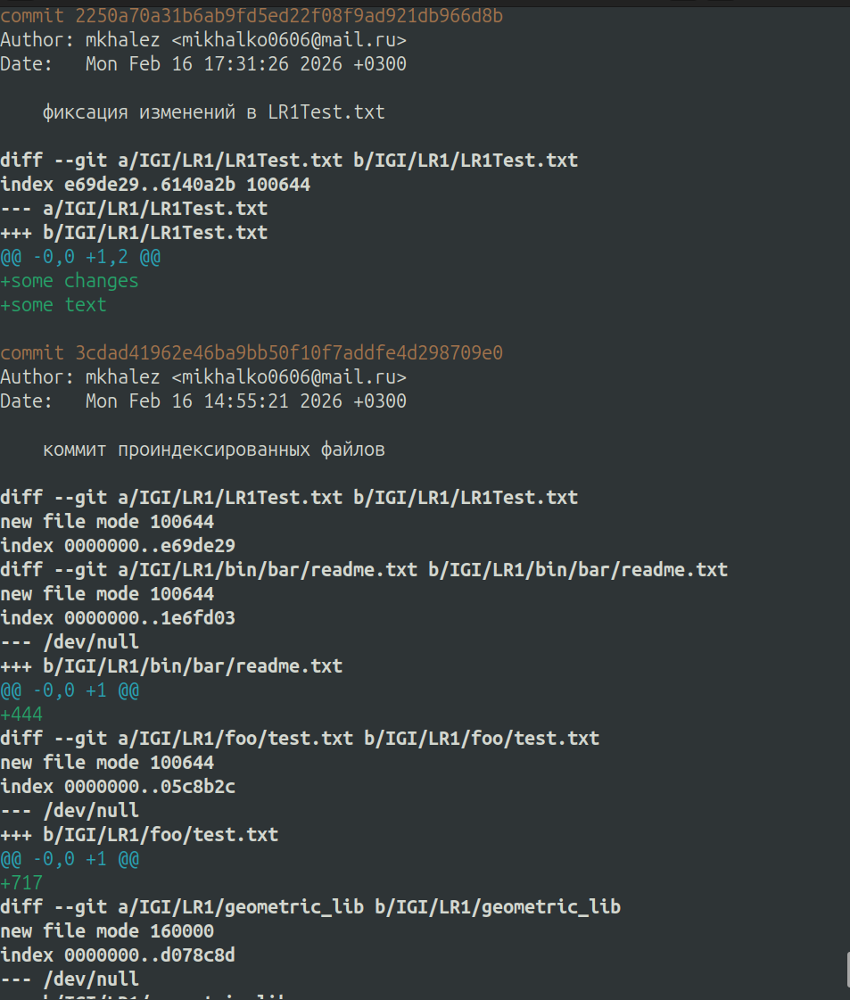 commit 2250a70a31b6ab9fd5ed22f08f9ad921db966d8b
Author: mkhalez <mikhalko0606@mail.ru>
Date:   Mon Feb 16 17:31:26 2026 +0300
фиксация изменений в LR1Test.txt
diff --git a/IGI/LR1/LR1Test.txt b/IGI/LR1/LR1Test.txt
index e69de29..6140a2b 100644
--- a/IGI/LR1/LR1Test.txt
+++ b/IGI/LR1/LR1Test.txt
@@ -0,0 +1,2 @@
+some changes
+some text
commit 3cdad41962e46ba9bb50f10f7addfe4d298709e0
Author: mkhalez <mikhalko0606@mail.ru>
Date:   Mon Feb 16 14:55:21 2026 +0300
коммит проиндексированных файлов
diff --git a/IGI/LR1/LR1Test.txt b/IGI/LR1/LR1Test.txt
new file mode 100644
index 0000000..e69de29
diff --git a/IGI/LR1/bin/bar/readme.txt b/IGI/LR1/bin/bar/readme.txt
new file mode 100644
index 0000000..1e6fd03
--- /dev/null
+++ b/IGI/LR1/bin/bar/readme.txt
@@ -0,0 +1 @@
+444
diff --git a/IGI/LR1/foo/test.txt b/IGI/LR1/foo/test.txt
new file mode 100644
index 0000000..05c8b2c
--- /dev/null
+++ b/IGI/LR1/foo/test.txt
@@ -0,0 +1 @@
+717
diff --git a/IGI/LR1/geometric_lib b/IGI/LR1/geometric_lib
new file mode 160000
index 0000000..d078c8d
--- /dev/null